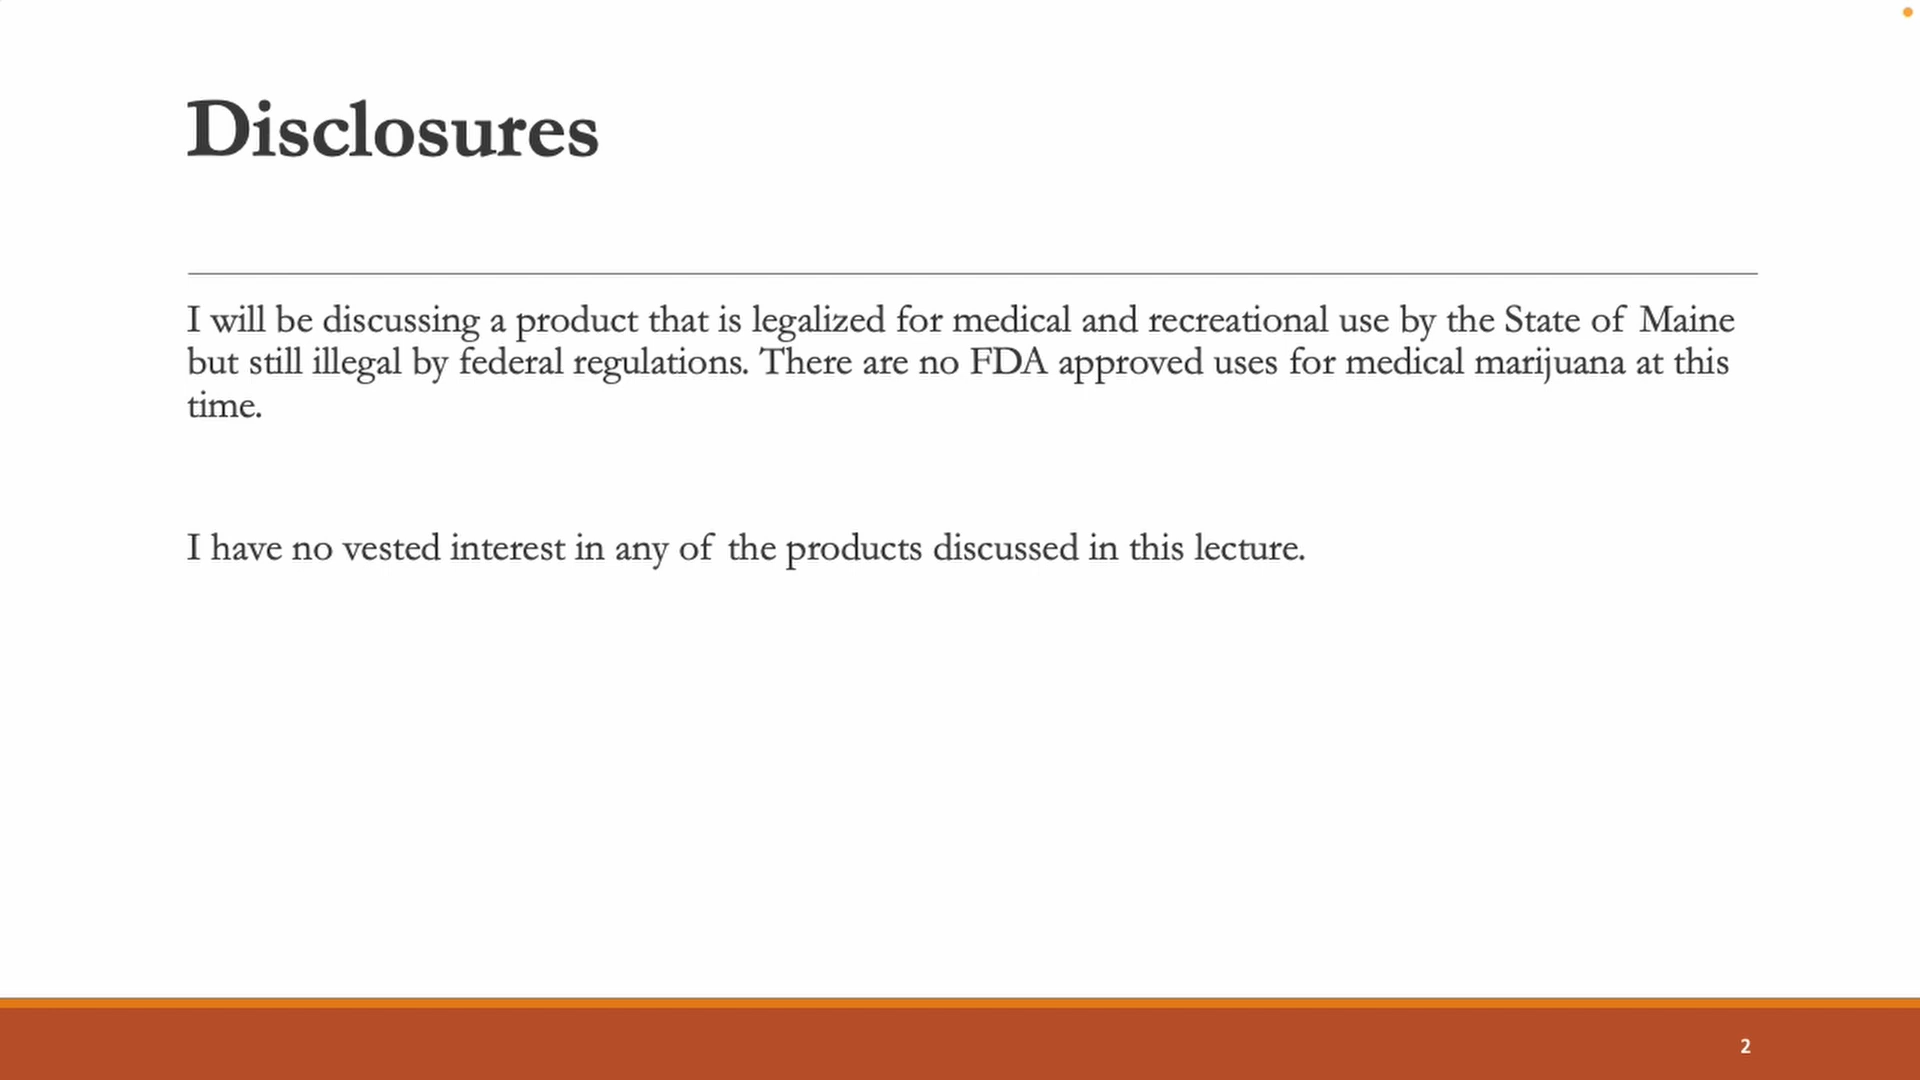 Disclosures
I will be discussing a product that is legalized for medical and recreational use by the State of Maine
but still illegal by federal regulations. There are no FDA approved uses for medical marijuana at this
time.
I have no vested interest in any of the products discussed in this lecture.
2